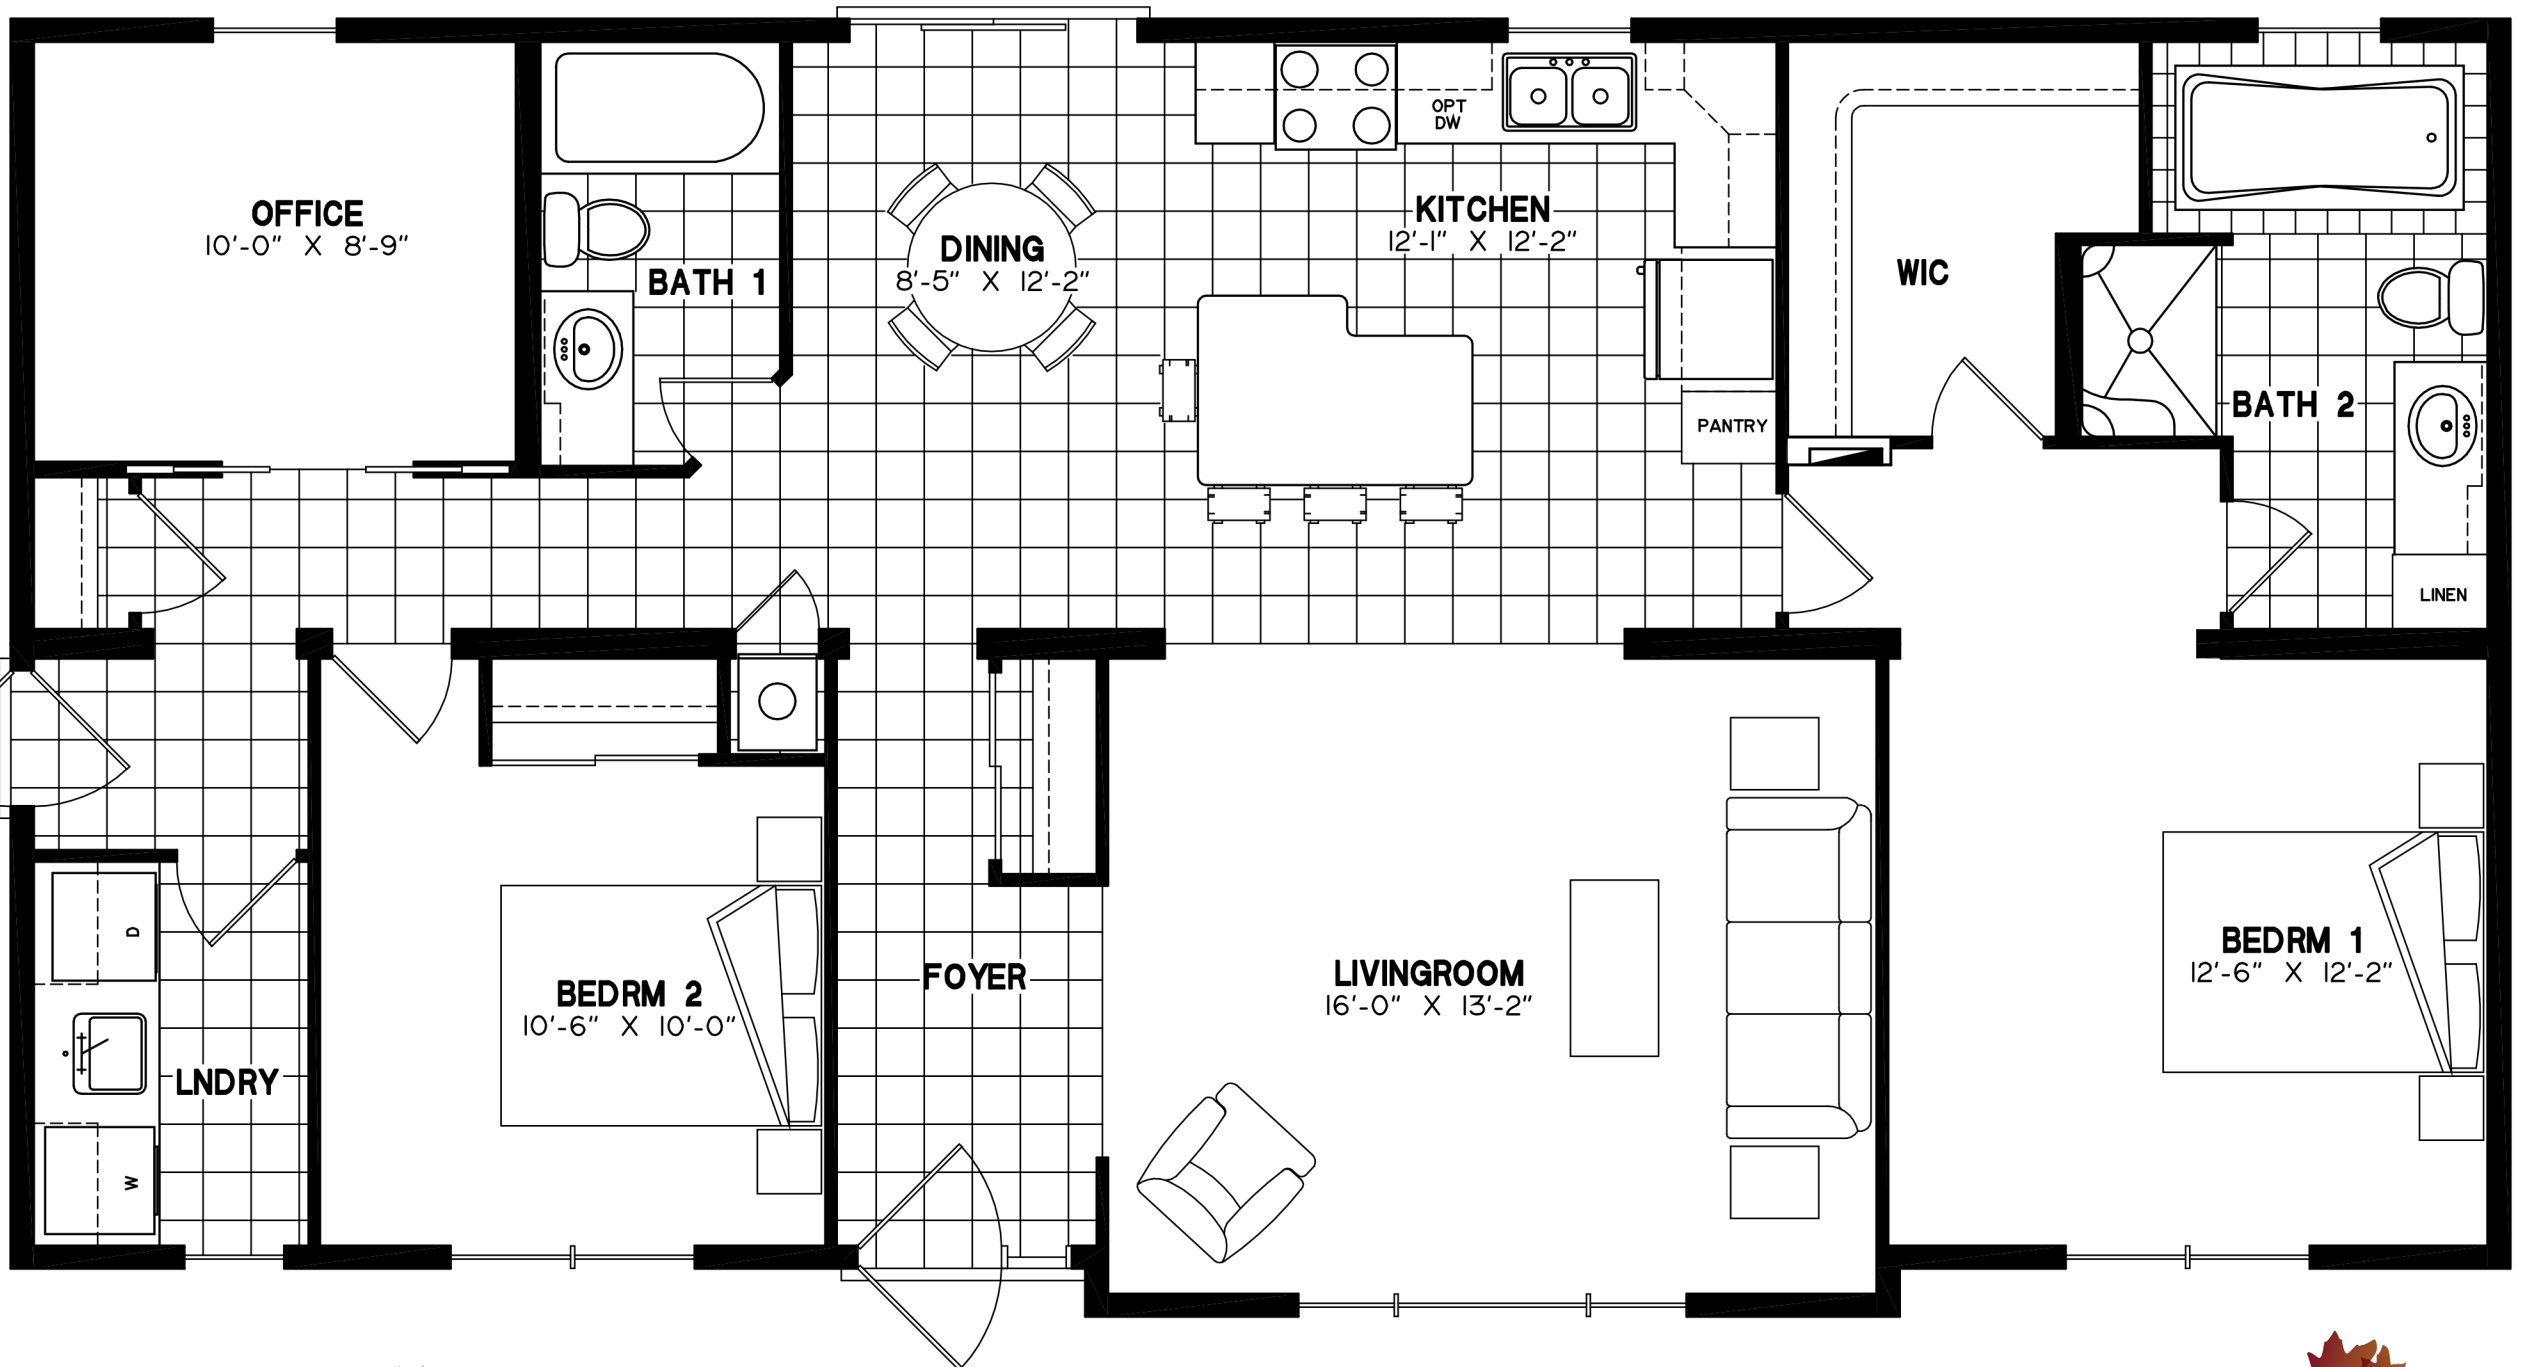 OFFICE
10'-0" X 8'-9"
BATH 1
DINING
8'-5" X 12'-2"
OPT
DW
KITCHEN
12'-1" X 12'-2"
PANTRY
WIC
BATH 2
LINEN
D
W
LNDRY
BEDRM 2
10'-6" X 10'-0"
FOYER
LIVINGROOM
16'-0" X 13'-2"
BEDRM 1
12'-6" X 12'-2"